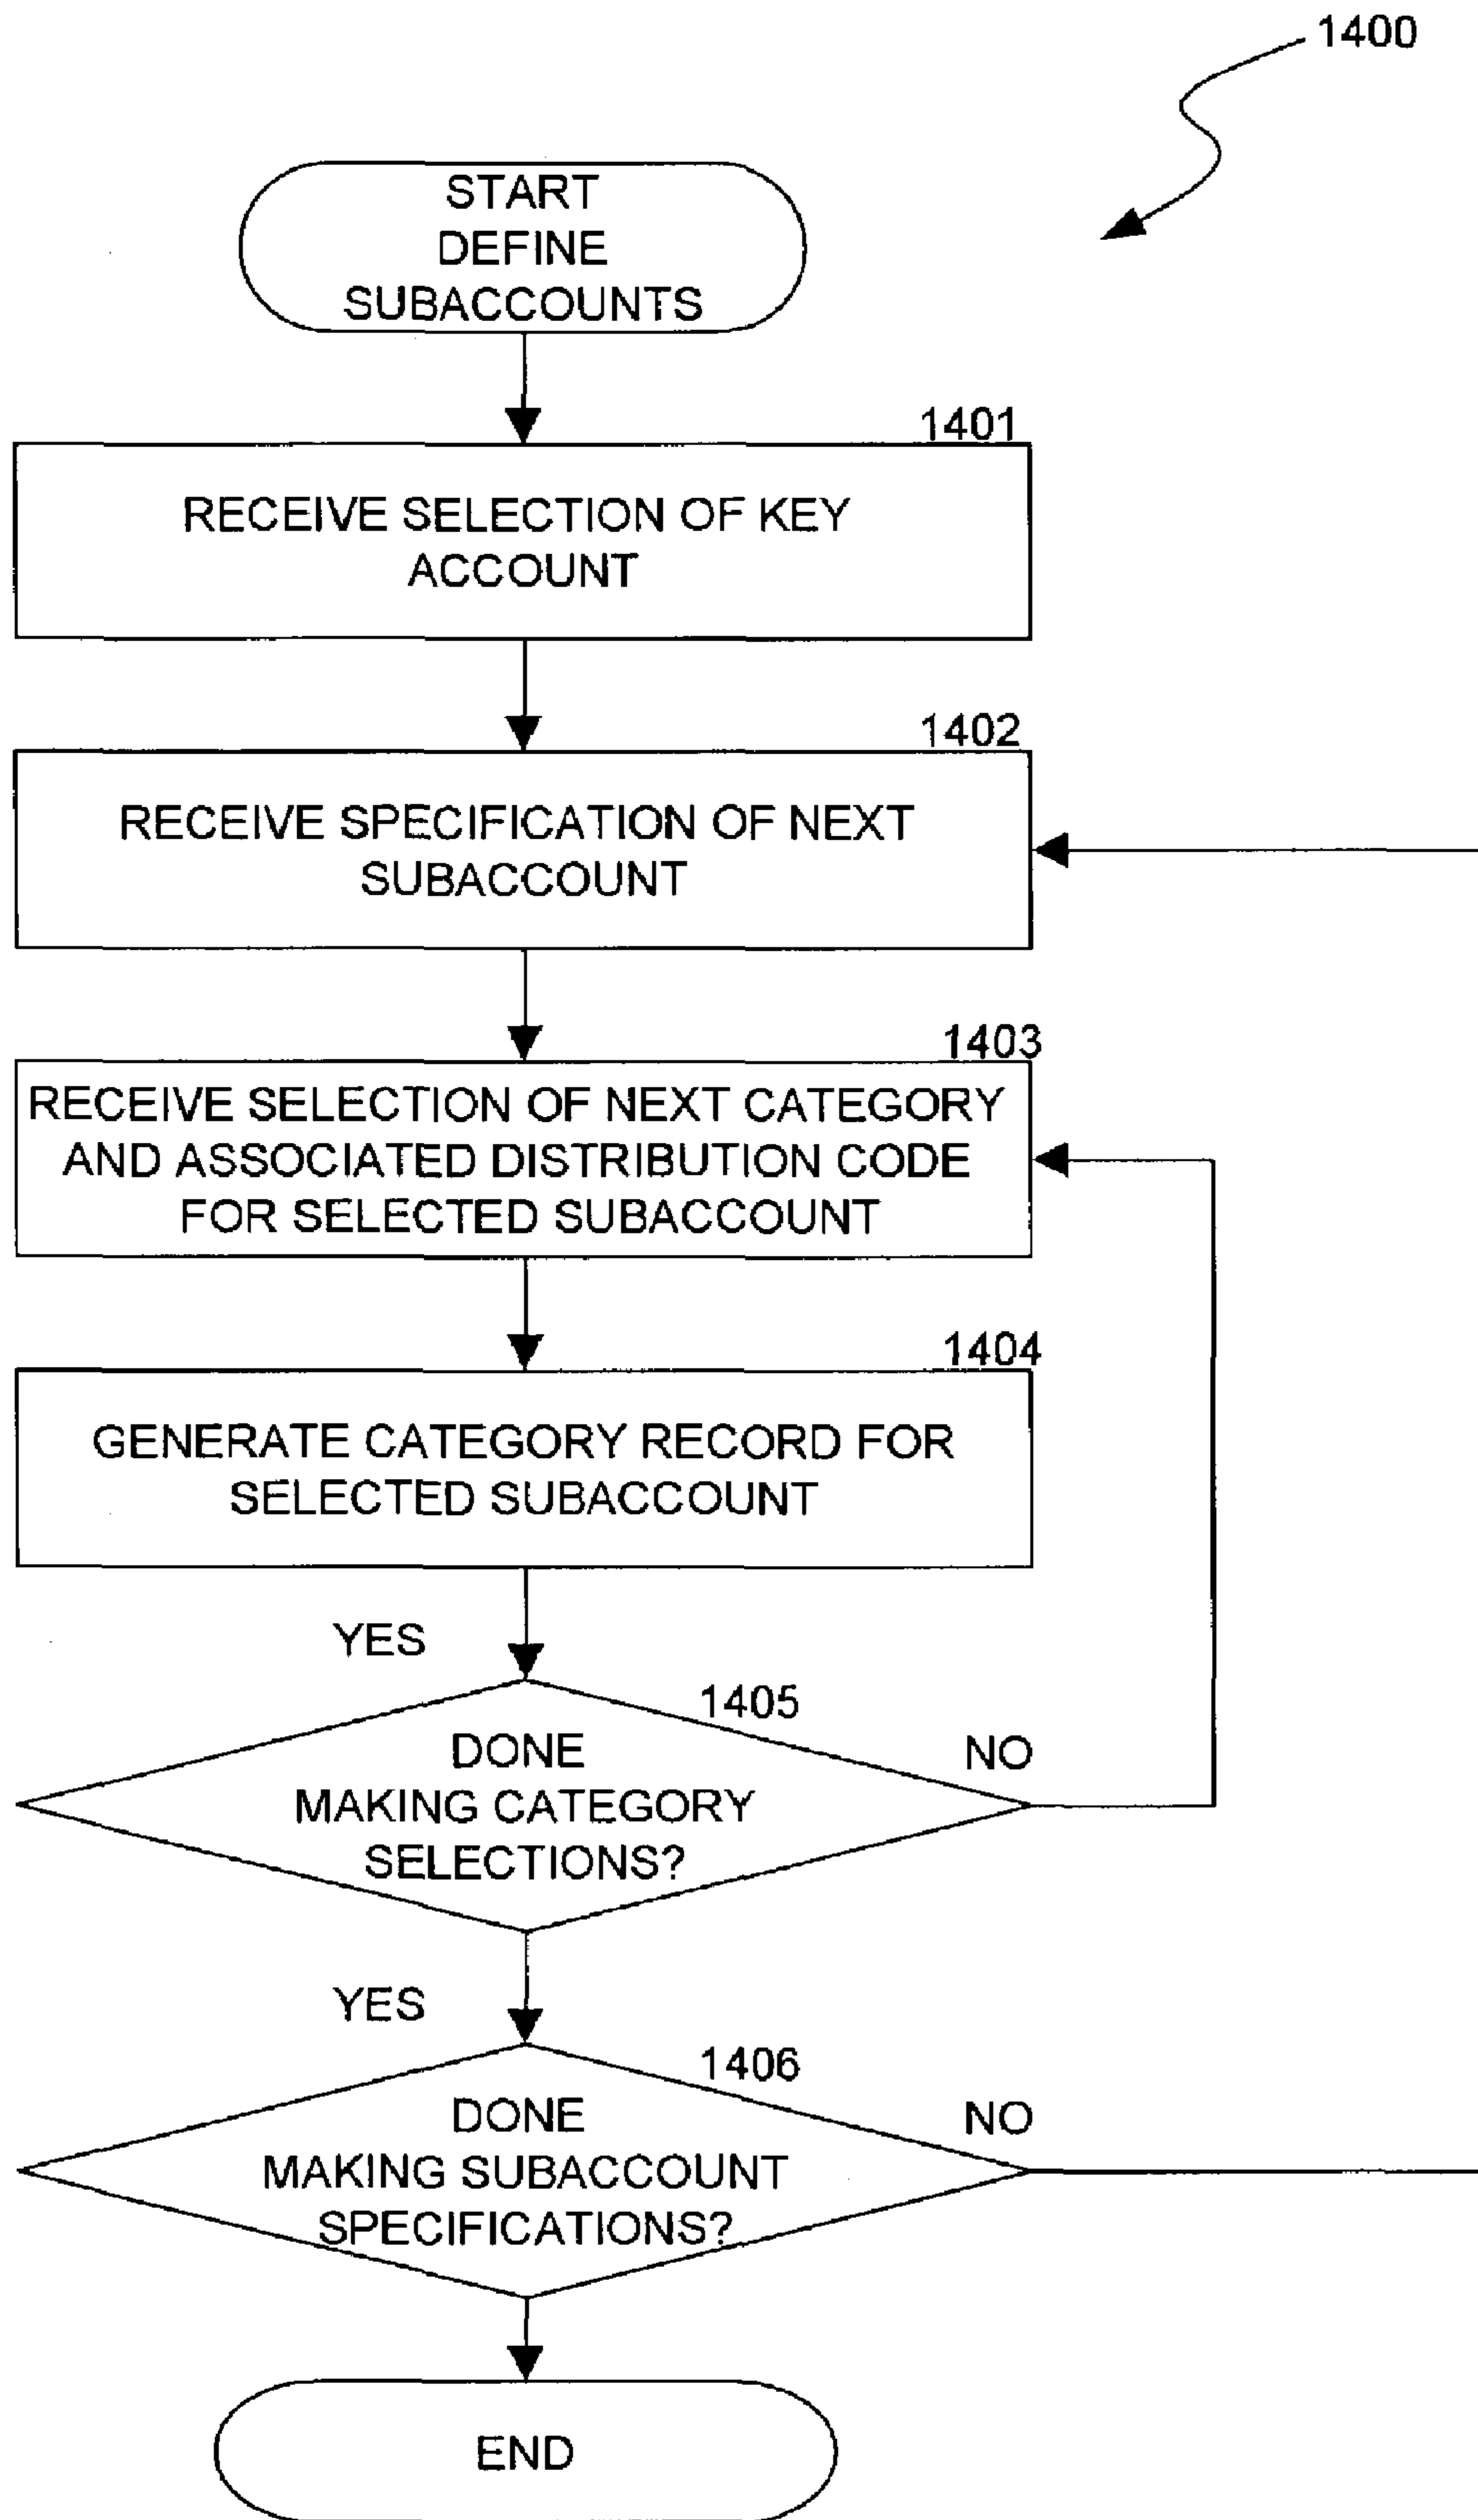 1400
START
DEFINE
SUBACCOUNTS
1401
RECEIVE SELECTION OF KEY
ACCOUNT
1402
RECEIVE SPECIFICATION OF NEXT
SUBACCOUNT
1403
RECEIVE SELECTION OF NEXT CATEGORY
AND ASSOCIATED DISTRIBUTION CODE
FOR SELECTED SUBACCOUNT
1404
GENERATE CATEGORY RECORD FOR
SELECTED SUBACCOUNT
YES
1405
DONE
MAKING CATEGORY
SELECTIONS?
NO
YES
1406
DONE
MAKING SUBACCOUNT
SPECIFICATIONS?
NO
END